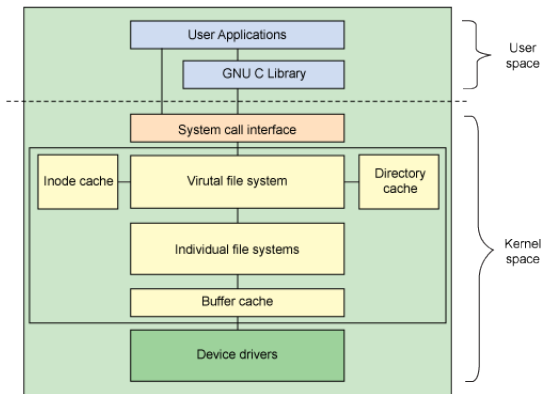 User Applications
GNU C Library
User
space
System call interface
Inode cache
Virutal file system
Directory
cache
Individual file systems
Kernel
space
Buffer cache
Device drivers